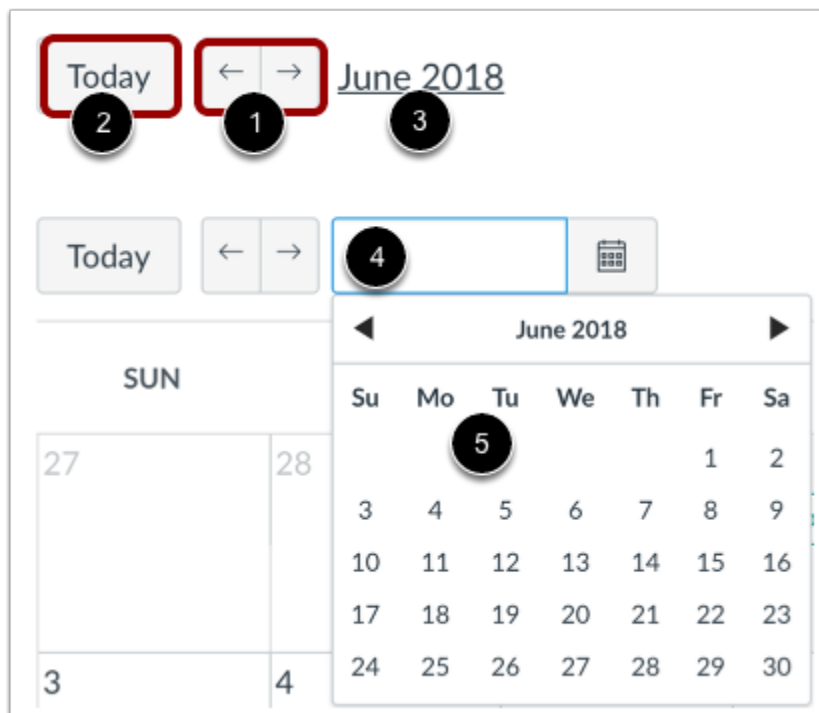 Today ← → June 2018
2 1 3
Today ← → 4
June 2018
SUN
Su Mo Tu We Th Fr Sa
5
27 28
1 2
3 4 5 6 7 8 9
10 11 12 13 14 15 16
17 18 19 20 21 22 23
24 25 26 27 28 29 30
3 4